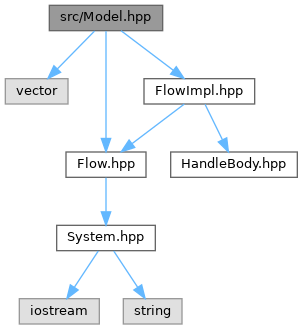 src/Model.hpp
vector
FlowImpl.hpp
Flow.hpp
HandleBody.hpp
System.hpp
iostream
string